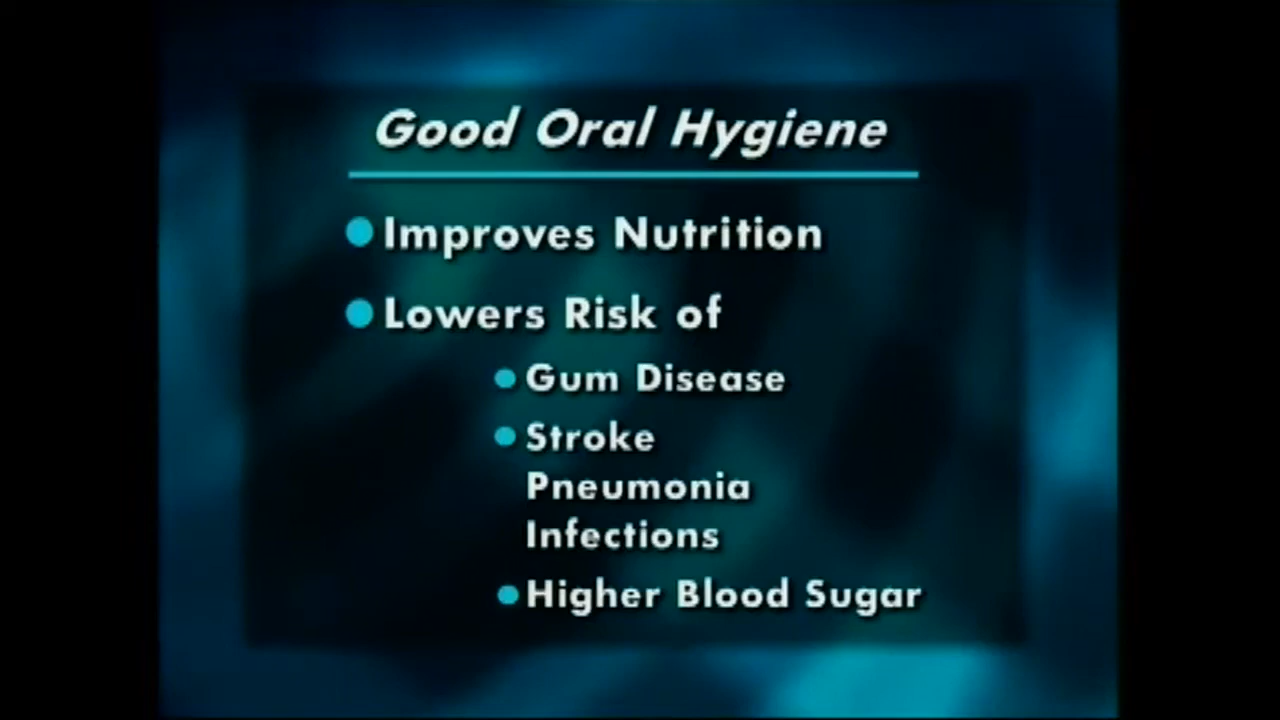 Good Oral Hygiene
● Improves Nutrition
● Lowers Risk of
● Gum Disease
● Stroke
Pneumonia
Infections
● Higher Blood Sugar